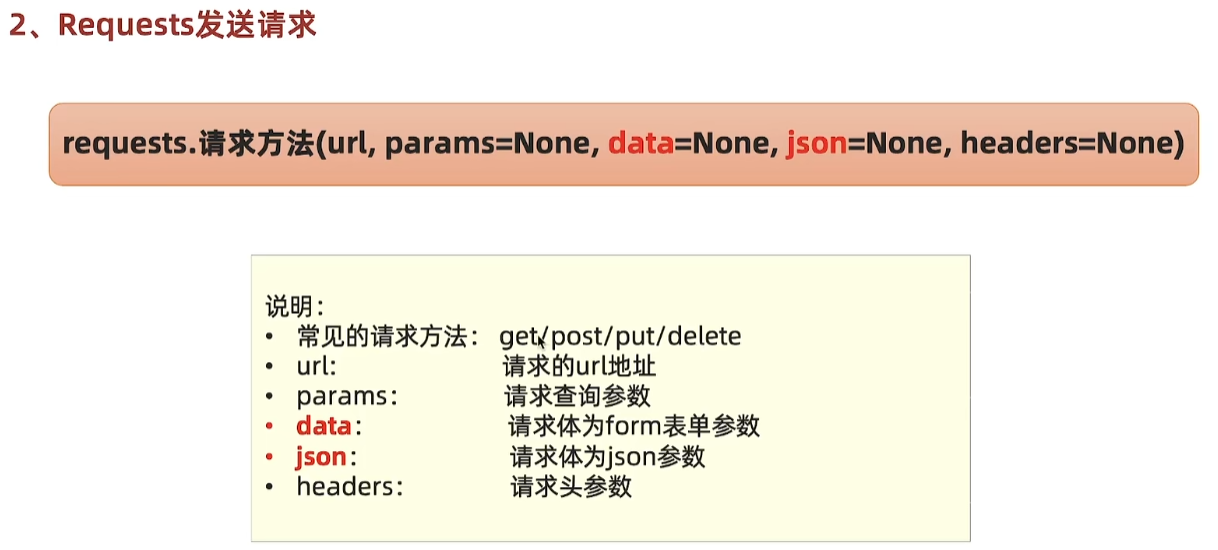 2、Requests发送请求
requests.请求方法(url, params=None, data=None, json=None, headers=None)
说明：
• 常见的请求方法： get/post/put/delete
• url: 请求的url地址
• params： 请求查询参数
• data： 请求体为form表单参数
• json： 请求体为json参数
• headers： 请求头参数